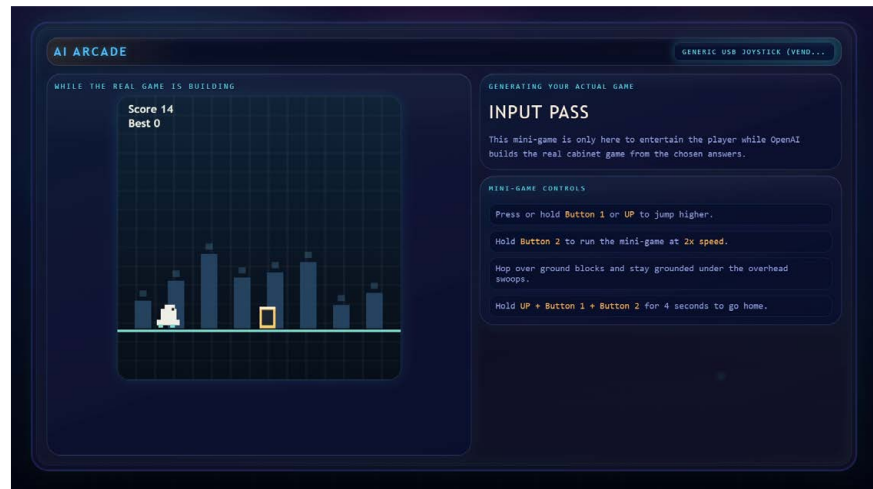 AI ARCADE
GENERIC USB JOYSTICK (VEND...
WHILE THE REAL GAME IS BUILDING
Score 14
Best 0
GENERATING YOUR ACTUAL GAME
INPUT PASS
This mini-game is only here to entertain the player while OpenAI
builds the real cabinet game from the chosen answers.
MINI-GAME CONTROLS
Press or hold Button 1 or UP to jump higher.
Hold Button 2 to run the mini-game at 2x speed.
Hop over ground blocks and stay grounded under the overhead
swoops.
Hold UP + Button 1 + Button 2 for 4 seconds to go home.